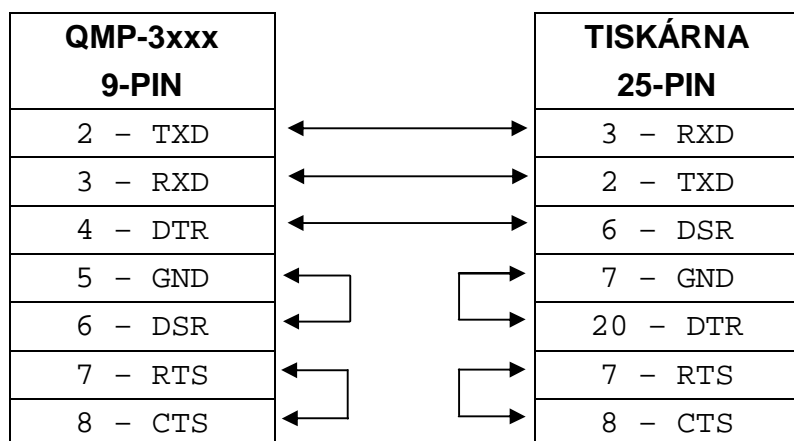 QMP-3xxx TISKÁRNA
9-PIN 25-PIN
2 – TXD 3 – RXD
3 – RXD 2 – TXD
4 – DTR 6 – DSR
5 – GND 7 – GND
6 – DSR 20 – DTR
7 – RTS 7 – RTS
8 – CTS 8 – CTS